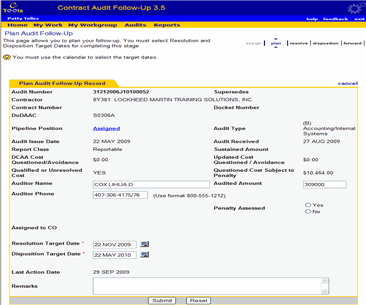 eTOOLS
Contract Audit Follow-Up 3.5
Patty Teller
help feedback exit
Home My Work My Workgroup Audits Reports
Plan Audit Follow-Up
This page allows you to plan your follow-up. You must select Resolution and
Disposition Target Dates for completing this stage.
assign plan resolve disposition forward
You must use the calendar to select the target dates.
Plan Audit Follow-Up Record
cancel
Audit Number 31212006J10100052 Supersedes
Contractor 8Y381: LOCKHEED MARTIN TRAINING SOLUTIONS, INC.
Contract Number Docket Number
DoDAAC S0306A
Pipeline Position Assigned Audit Type (B) Accounting/Internal Systems
Audit Issue Date 22 MAY 2009 Audit Received 27 AUG 2009
Report Class Reportable Sustained Amount
DCAA Cost Questioned/Avoidance $0.00 Updated Cost Questioned / Avoidance $0.00
Qualified or Unresolved Cost YES Questioned Cost Subject to Penalty $10,464.00
Auditor Name COX LIHUA D Audited Amount 309000
Auditor Phone 407-306-4175/76 (Use format 800-555-1212)
Penalty Assessed Yes
No
Assigned to CO
Resolution Target Date * 22 NOV 2009
Disposition Target Date * 22 MAY 2010
Last Action Date 29 SEP 2009
Remarks
Submit Reset